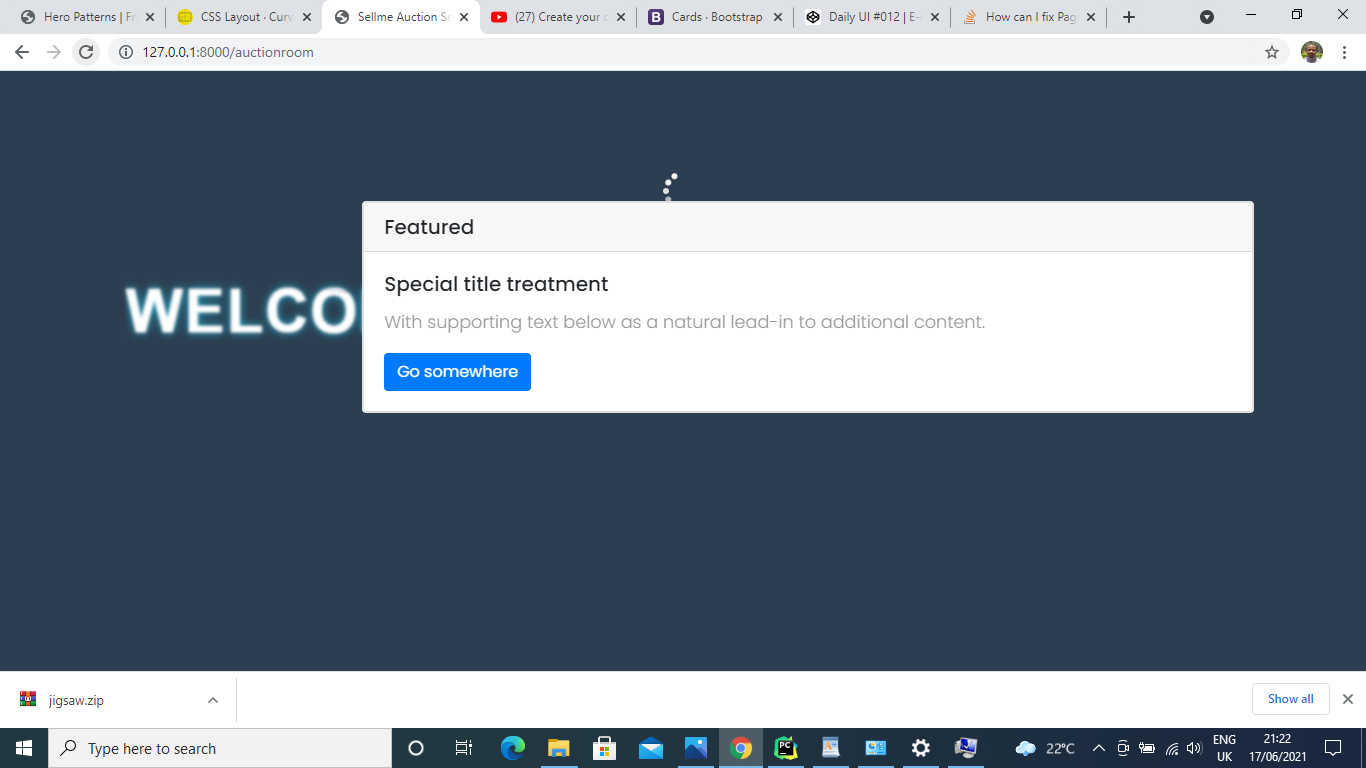 Hero Patterns | Fr
CSS Layout · Curv
Sellme Auction Se
(27) Create your c
Cards · Bootstrap
Daily UI #012 | E-
How can I fix Pag
127.0.0.1:8000/auctionroom
Featured
Special title treatment
WELCO
With supporting text below as a natural lead-in to additional content.
Go somewhere
jigsaw.zip
Show all
Type here to search
PC
22°C
ENG
UK
21:22
17/06/2021